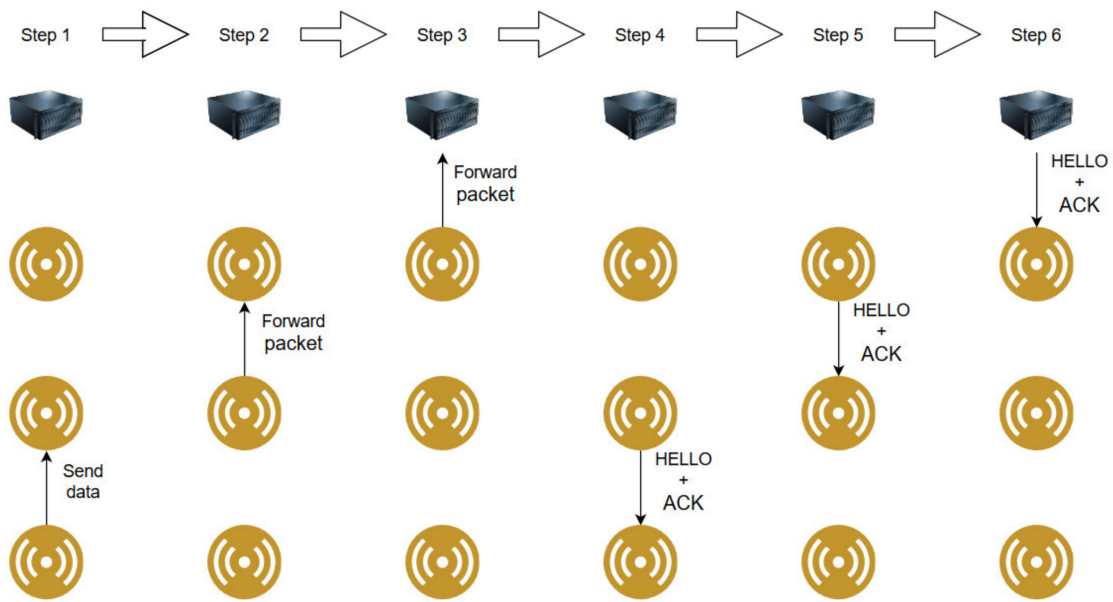 Step 1
Step 2
Step 3
Step 4
Step 5
Step 6
Forward
packet
HELLO
+
ACK
Forward
packet
HELLO
+
ACK
Send
data
HELLO
+
ACK